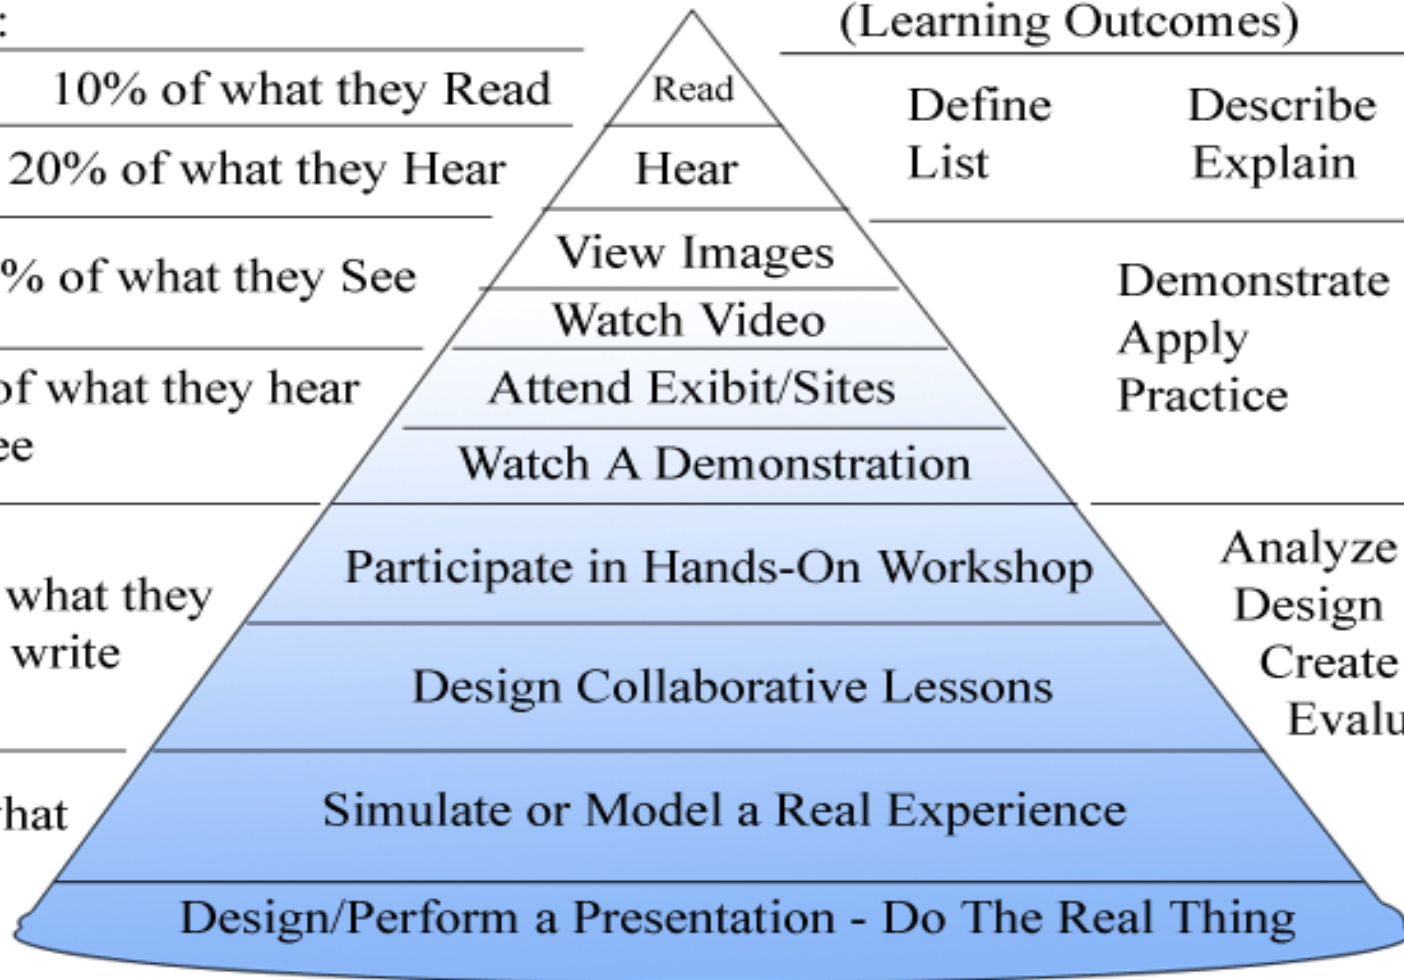 :
10% of what they Read
20% of what they Hear
% of what they See
of what they hear
what they
write
Read
Hear
View Images
Watch Video
Attend Exibit/Sites
Watch A Demonstration
Participate in Hands-On Workshop
Design Collaborative Lessons
Simulate or Model a Real Experience
Design/Perform a Presentation - Do The Real Thing
(Learning Outcomes)
Define Describe
List Explain
Demonstrate
Apply
Practice
Analyze
Design
Create